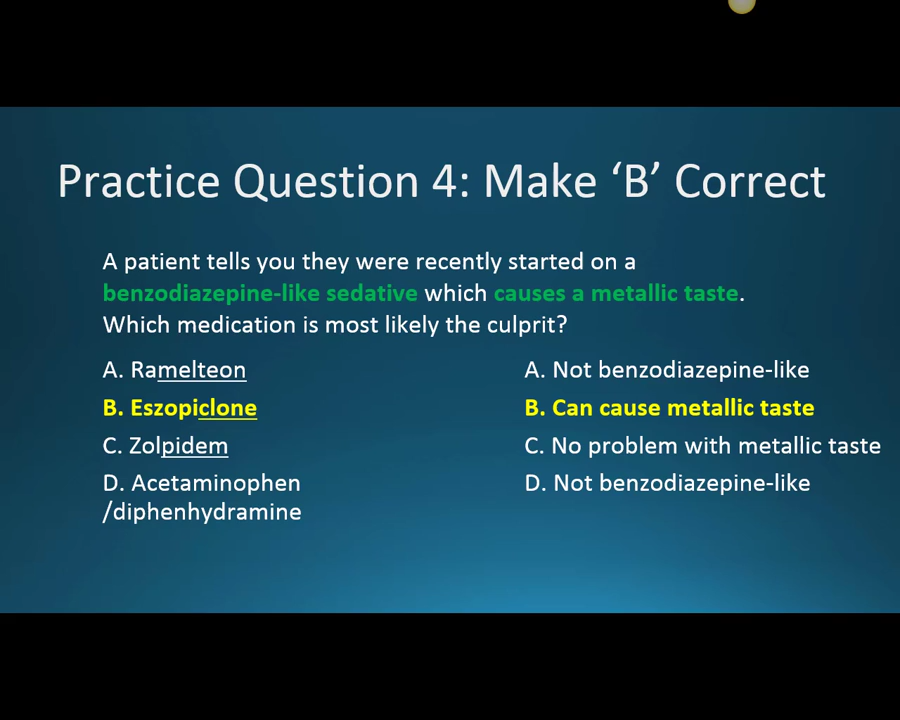 Practice Question 4: Make ‘B’ Correct
A patient tells you they were recently started on a
benzodiazepine-like sedative which causes a metallic taste.
Which medication is most likely the culprit?
A. Ramelteon
B. Eszopiclone
C. Zolpidem
D. Acetaminophen
/diphenhydramine
A. Not benzodiazepine-like
B. Can cause metallic taste
C. No problem with metallic taste
D. Not benzodiazepine-like